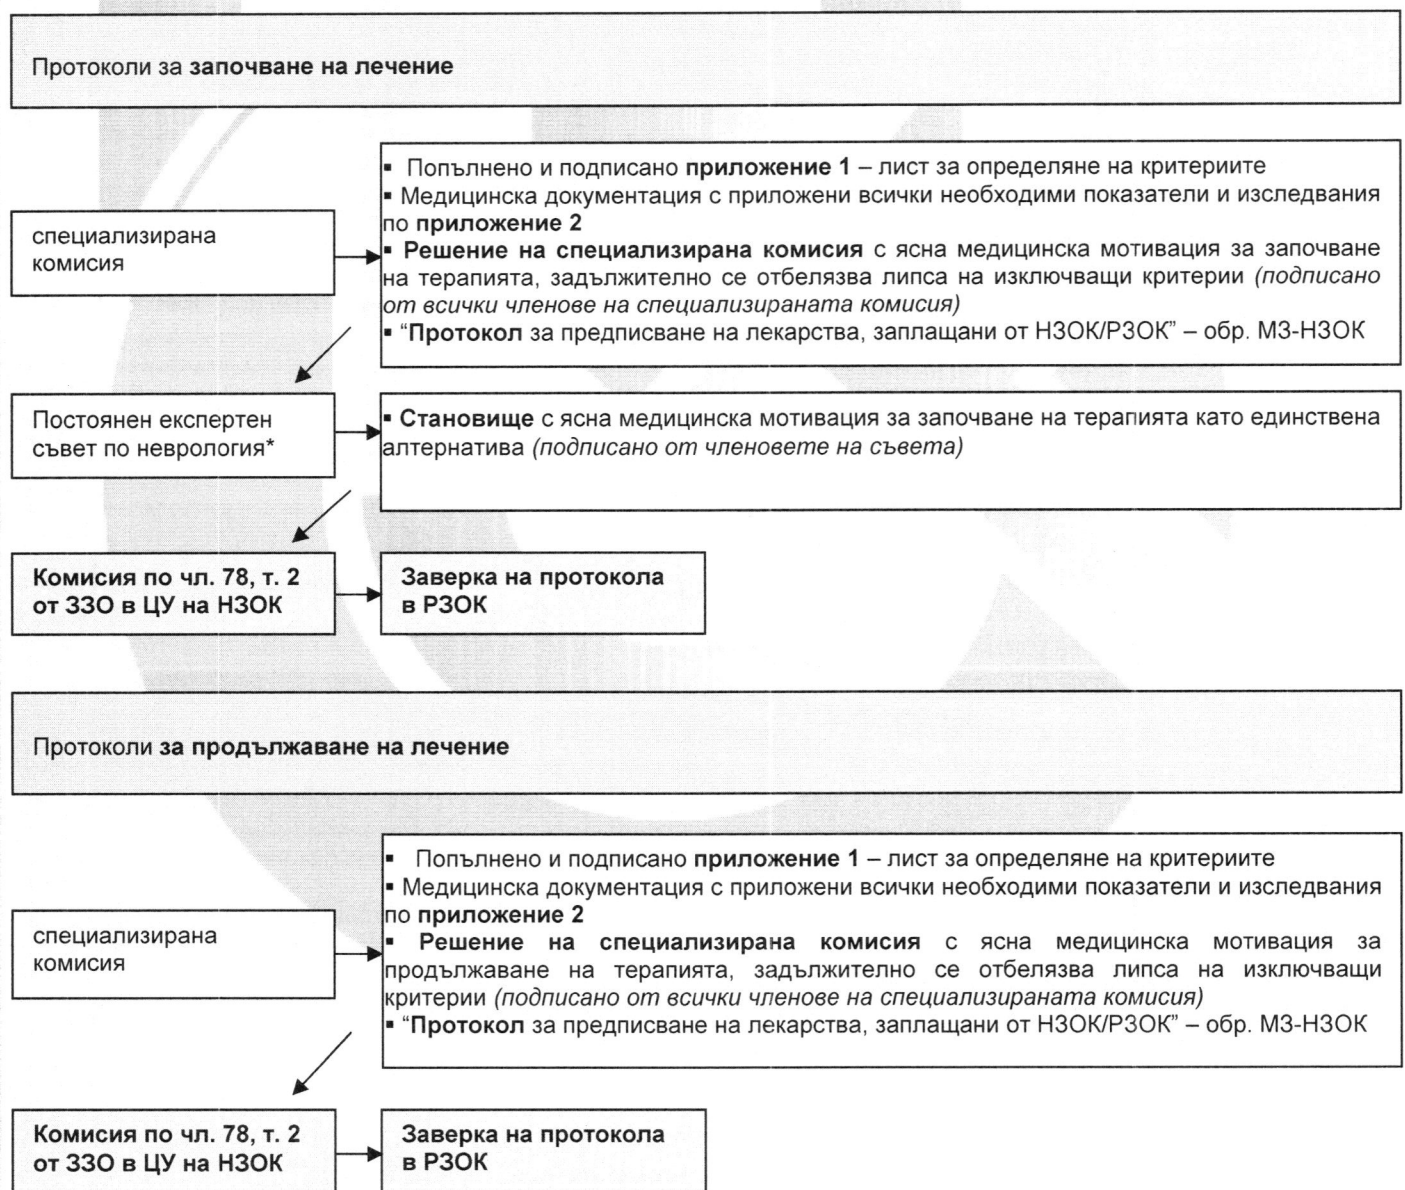 Протоколи за започване на лечение
▪ Попълнено и подписано приложение 1 – лист за определяне на критериите
▪ Медицинска документация с приложени всички необходими показатели и изследвания
по приложение 2
▪ Решение на специализирана комисия с ясна медицинска мотивация за започване
на терапията, задължително се отбелязва липса на изключващи критерии (подписано
от всички членове на специализираната комисия)
▪ “Протокол за предписване на лекарства, заплащани от НЗОК/РЗОК” – обр. МЗ-НЗОК
специализирана
комисия
Постоянен експертен
съвет по неврология*
▪ Становище с ясна медицинска мотивация за започване на терапията като единствена
алтернатива (подписано от членовете на съвета)
Комисия по чл. 78, т. 2
от ЗЗО в ЦУ на НЗОК
Заверка на протокола
в РЗОК
Протоколи за продължаване на лечение
▪ Попълнено и подписано приложение 1 – лист за определяне на критериите
▪ Медицинска документация с приложени всички необходими показатели и изследвания
по приложение 2
▪ Решение на специализирана комисия с ясна медицинска мотивация за
продължаване на терапията, задължително се отбелязва липса на изключващи
критерии (подписано от всички членове на специализираната комисия)
▪ “Протокол за предписване на лекарства, заплащани от НЗОК/РЗОК” – обр. МЗ-НЗОК
специализирана
комисия
Комисия по чл. 78, т. 2
от ЗЗО в ЦУ на НЗОК
Заверка на протокола
в РЗОК